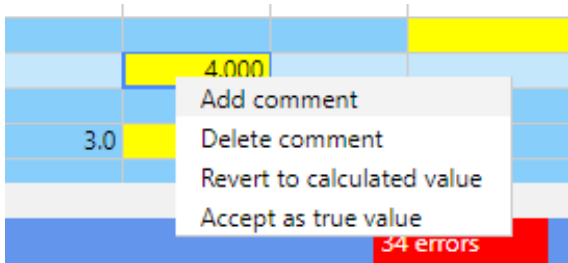 4.000
Add comment
3.0
Delete comment
Revert to calculated value
Accept as true value
34 errors